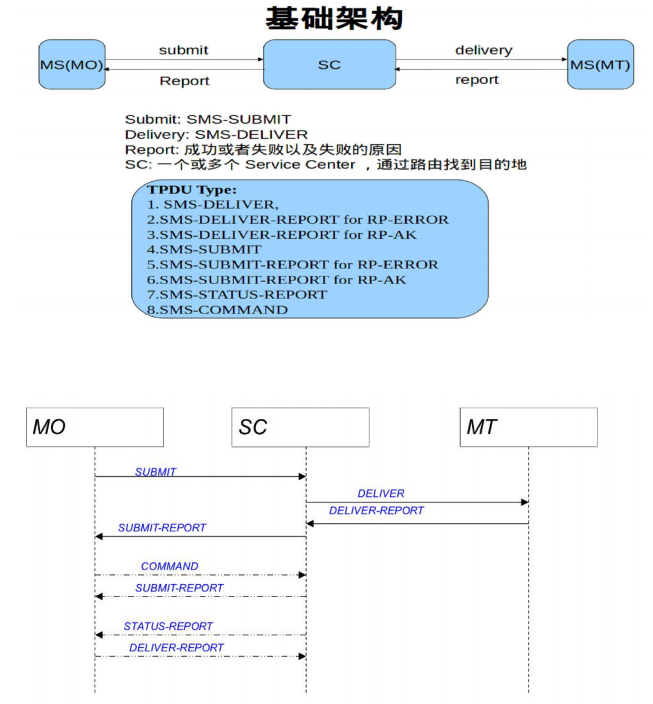 基础架构
submit
delivery
MS(MO)
SC
MS(MT)
Report
report
Submit: SMS-SUBMIT
Delivery: SMS-DELIVER
Report: 成功或者失败以及失败的原因
SC: 一个或多个 Service Center ，通过路由找到目的地
TPDU Type:
1. SMS-DELIVER,
2.SMS-DELIVER-REPORT for RP-ERROR
3.SMS-DELIVER-REPORT for RP-AK
4.SMS-SUBMIT
5.SMS-SUBMIT-REPORT for RP-ERROR
6.SMS-SUBMIT-REPORT for RP-AK
7.SMS-STATUS-REPORT
8.SMS-COMMAND
MO
SC
MT
SUBMIT
DELIVER
DELIVER-REPORT
SUBMIT-REPORT
COMMAND
SUBMIT-REPORT
STATUS-REPORT
DELIVER-REPORT